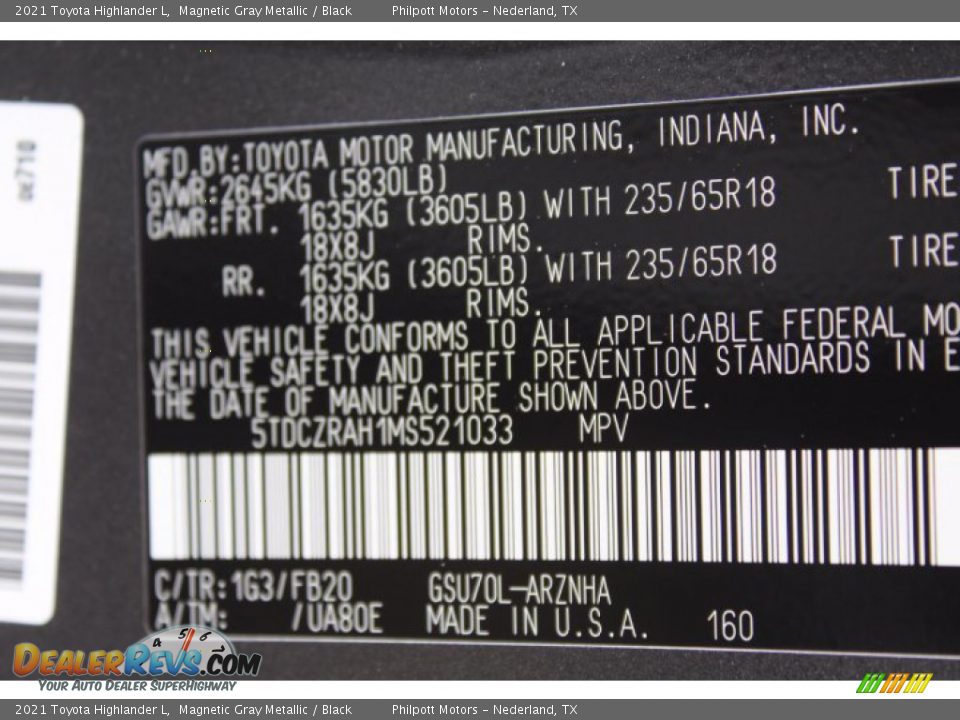 2021 Toyota Highlander L, Magnetic Gray Metallic / Black Philpott Motors - Nederland, TX
MFD.BY:TOYOTA MOTOR MANUFACTURING, INDIANA, INC.
GVWR:2645KG (5830LB)
GAWR:FRT. 1635KG (3605LB) WITH 235/65R18 TIRE
18X8J RIMS.
RR. 1635KG (3605LB) WITH 235/65R18 TIRE
18X8J RIMS.
THIS VEHICLE CONFORMS TO ALL APPLICABLE FEDERAL MO
VEHICLE SAFETY AND THEFT PREVENTION STANDARDS IN E
THE DATE OF MANUFACTURE SHOWN ABOVE.
5TDCZRAH1MS521033 MPV
C/TR:1G3/FB20 GSU70L-ARZNHA
A/TM: /UA80E MADE IN U.S.A. 160
4 5 6 7
DEALERREVS.COM
YOUR AUTO DEALER SUPERHIGHWAY
2021 Toyota Highlander L, Magnetic Gray Metallic / Black Philpott Motors - Nederland, TX